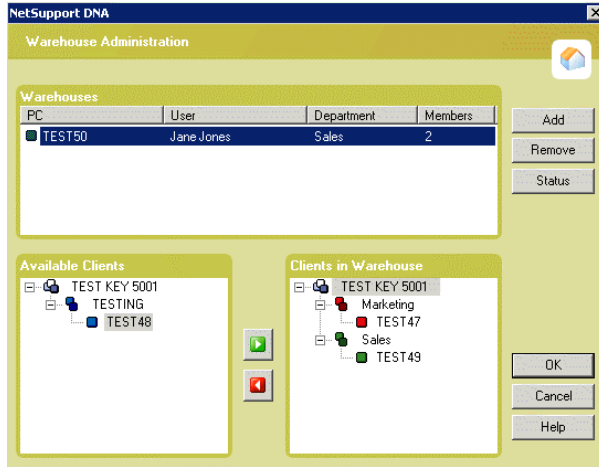 NetSupport DNA
Warehouse Administration
Warehouses
PC User Department Members
TEST50 Jane Jones Sales 2
Add
Remove
Status
Available Clients
TEST KEY 5001
TESTING
TEST48
Clients in Warehouse
TEST KEY 5001
Marketing
TEST47
Sales
TEST49
OK
Cancel
Help